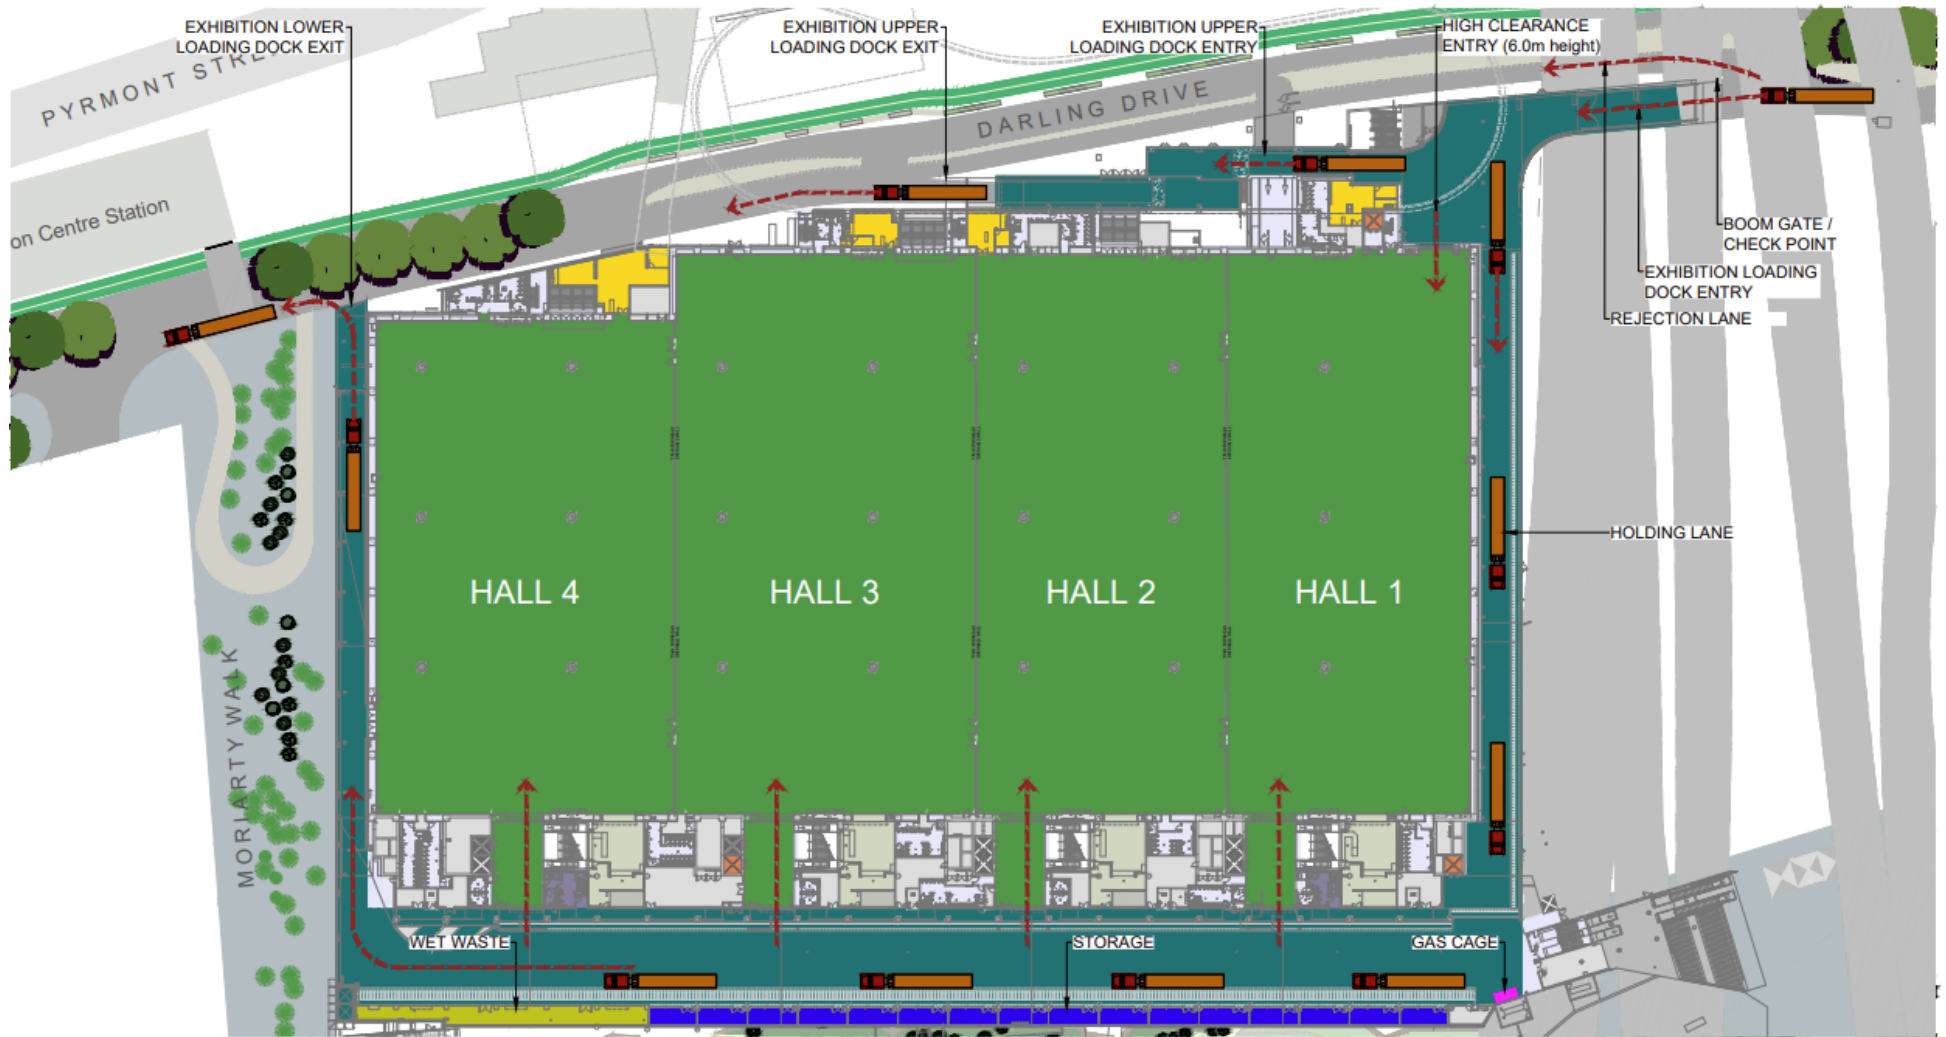 EXHIBITION LOWER
LOADING DOCK EXIT
EXHIBITION UPPER
LOADING DOCK EXIT
EXHIBITION UPPER
LOADING DOCK ENTRY
HIGH CLEARANCE
ENTRY (6.0m height)
PYRMONT
DARLING DRIVE
on Centre Station
BOOM GATE /
CHECK POINT
EXHIBITION LOADING
DOCK ENTRY
REJECTION LANE
HOLDING LANE
HALL 4
HALL 3
HALL 2
HALL 1
MORIARTY WALK
WET WASTE
STORAGE
GAS CAGE